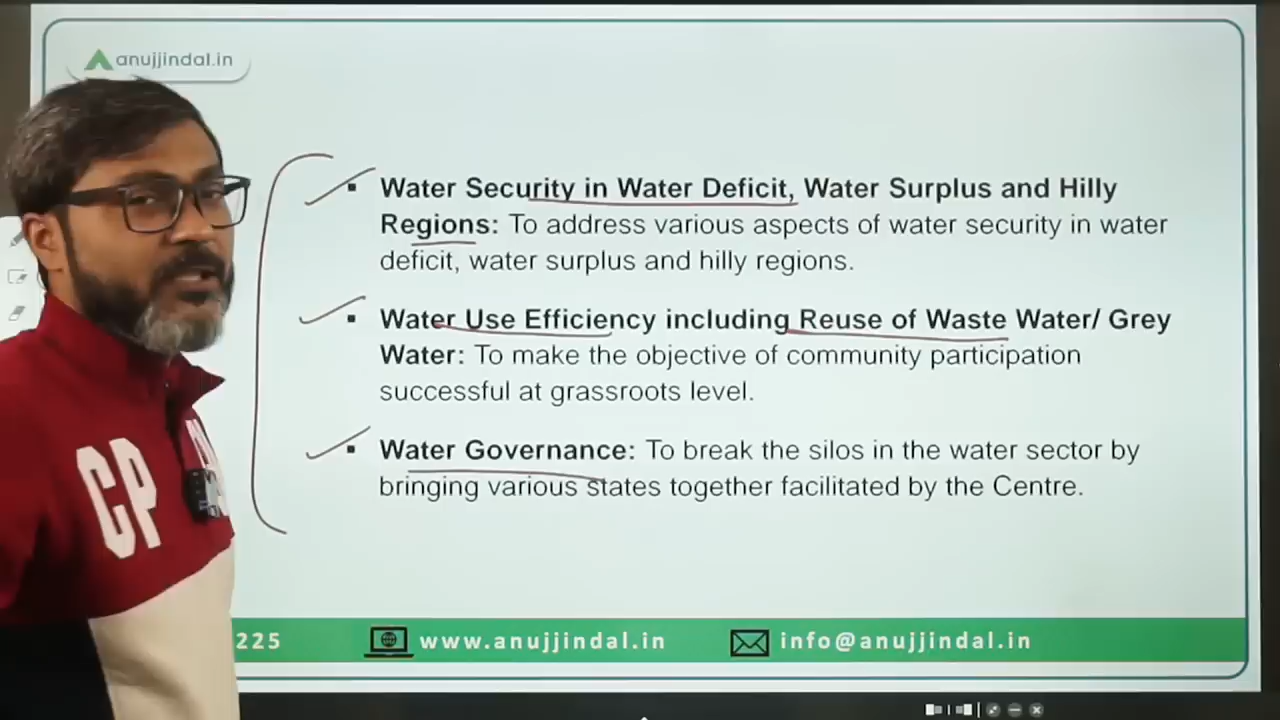 anujjindal.in
▪ Water Security in Water Deficit, Water Surplus and Hilly
Regions: To address various aspects of water security in water
deficit, water surplus and hilly regions.
▪ Water Use Efficiency including Reuse of Waste Water/ Grey
Water: To make the objective of community participation
successful at grassroots level.
▪ Water Governance: To break the silos in the water sector by
bringing various states together facilitated by the Centre.
CP
225 www.anujjindal.in info@anujjindal.in